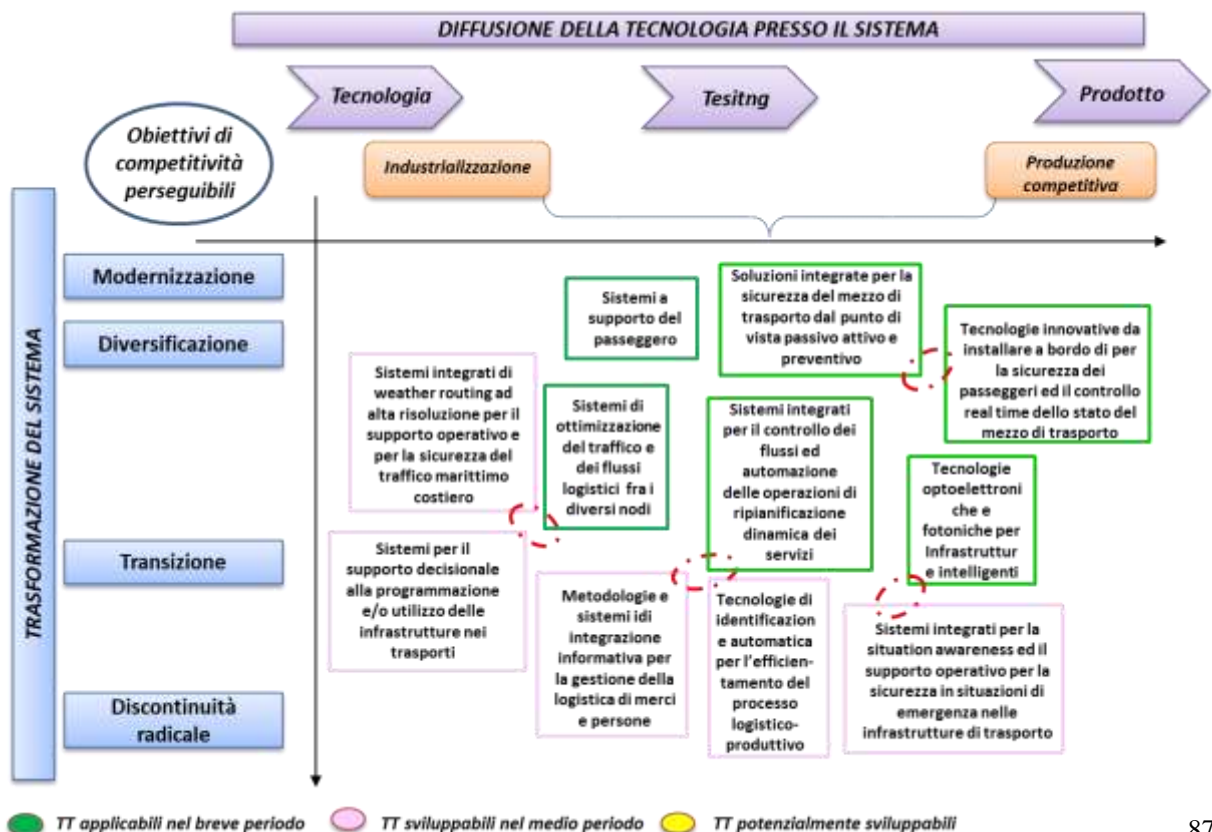 DIFFUSIONE DELLA TECNOLOGIA PRESSO IL SISTEMA
Tecnologia
Tesitng
Prodotto
Obiettivi di
competitività
perseguibili
Industrializzazione
Produzione
competitiva
TRASFORMAZIONE DEL SISTEMA
Modernizzazione
Diversificazione
Transizione
Discontinuità
radicale
Sistemi a
supporto del
passeggero
Soluzioni integrate per la
sicurezza del mezzo di
trasporto dal punto di
vista passivo attivo e
preventivo
Tecnologie innovative da
installare a bordo di per
la sicurezza dei
passeggeri ed il controllo
real time dello stato del
mezzo di trasporto
Sistemi integrati di
weather routing ad
alta risoluzione per il
supporto operativo e
per la sicurezza del
traffico marittimo
costiero
Sistemi di
ottimizzazione
del traffico e
dei flussi
logistici fra i
diversi nodi
Sistemi integrati
per il controllo dei
flussi ed
automazione
delle operazioni di
ripianificazione
dinamica dei
servizi
Tecnologie
optoelettroni
che e
fotoniche per
Infrastruttur
e intelligenti
Sistemi per il
supporto decisionale
alla programmazione
e/o utilizzo delle
infrastrutture nei
trasporti
Metodologie e
sistemi idi
integrazione
informativa per
la gestione della
logistica di merci
e persone
Tecnologie di
identificazion
e automatica
per l'efficien-
tamento del
processo
logistico-
produttivo
Sistemi integrati per la
situation awareness ed il
supporto operativo per la
sicurezza in situazioni di
emergenza nelle
infrastrutture di trasporto
TT applicabili nel breve periodo
TT sviluppabili nel medio periodo
TT potenzialmente sviluppabili
87